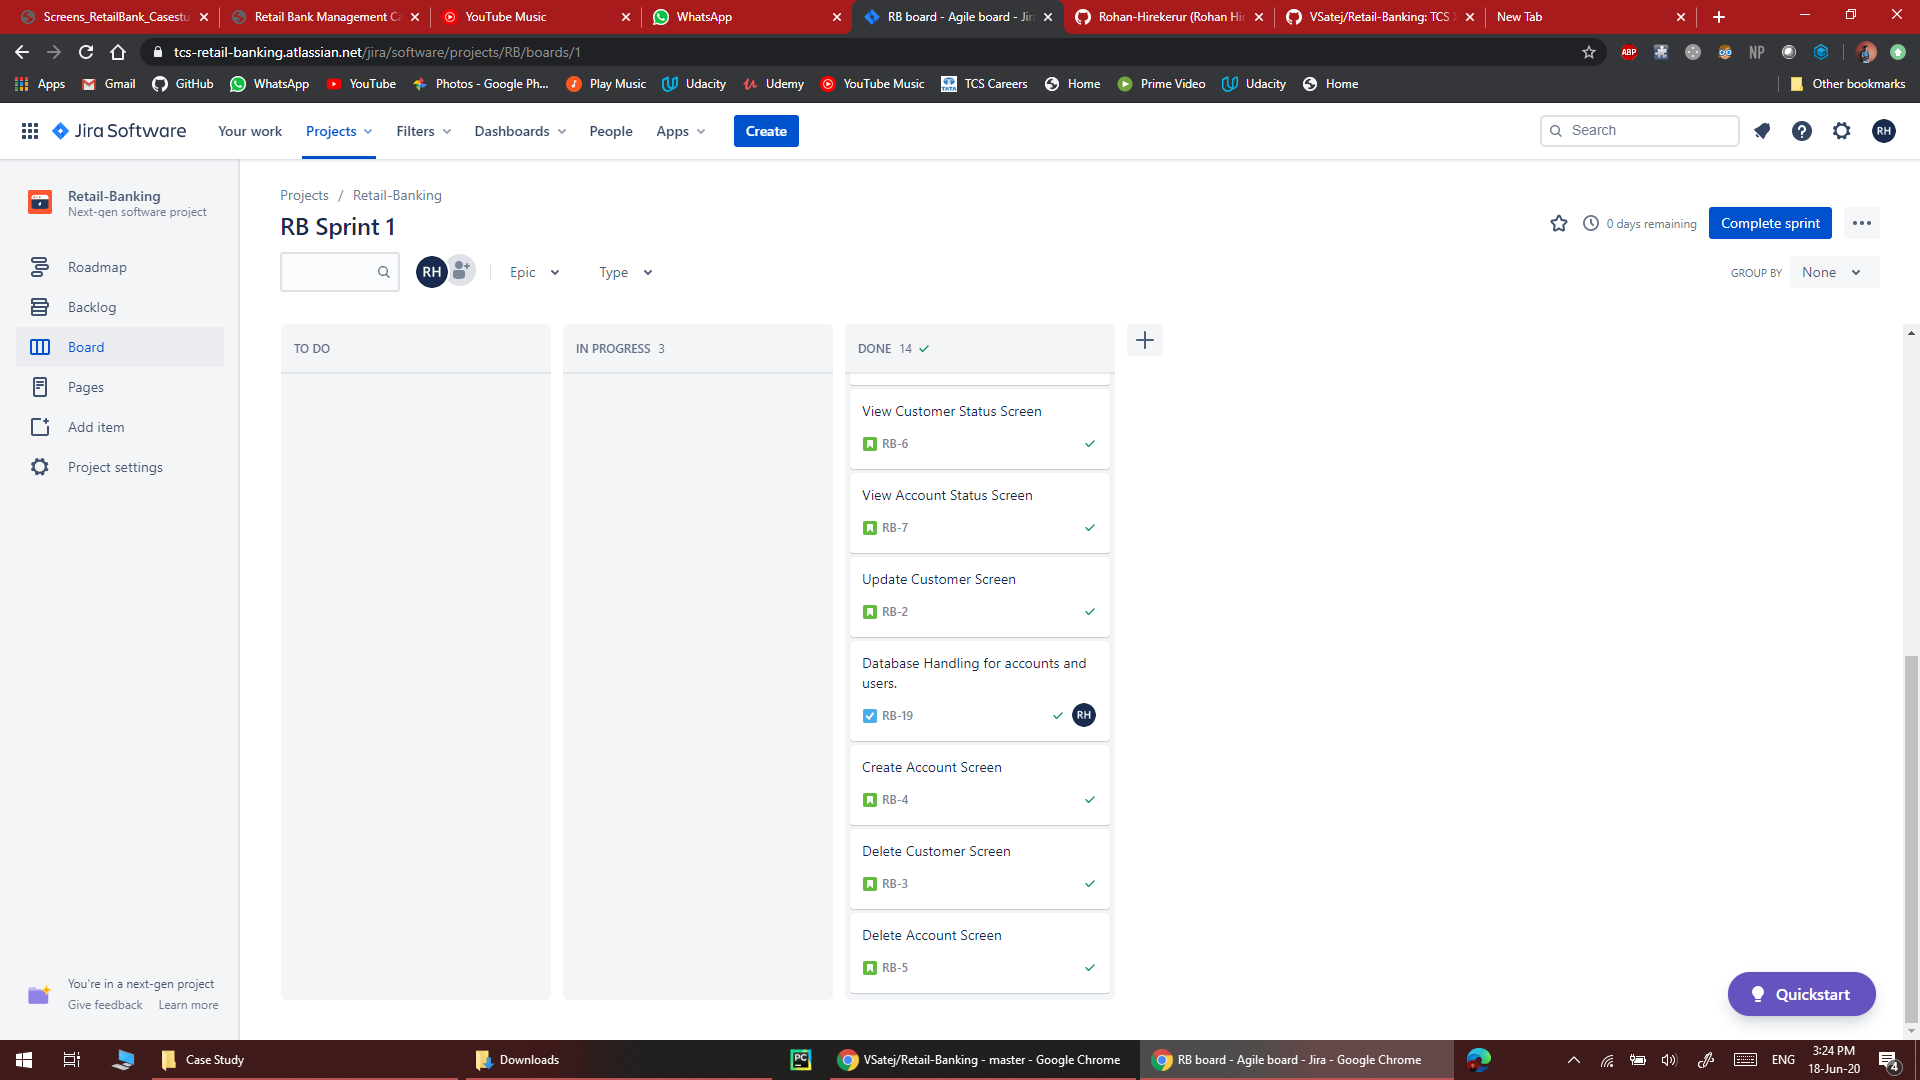 Screens_RetailBank_Casestu
Retail Bank Management Ca
YouTube Music
WhatsApp
RB board - Agile board - Jira
Rohan-Hirekerur (Rohan Hir
VSatej/Retail-Banking: TCS X
New Tab
tcs-retail-banking.atlassian.net/jira/software/projects/RB/boards/1
ABP
NP
Apps
Gmail
GitHub
WhatsApp
YouTube
Photos - Google Ph...
Play Music
Udacity
Udemy
YouTube Music
TATA
TCS Careers
Home
Prime Video
Udacity
Home
Other bookmarks
Jira Software
Your work
Projects
Filters
Dashboards
People
Apps
Create
Search
RH
Retail-Banking
Next-gen software project
Roadmap
Backlog
Board
Pages
Add item
Project settings
You're in a next-gen project
Give feedback
Learn more
Projects / Retail-Banking
RB Sprint 1
0 days remaining
Complete sprint
RH
Epic
Type
GROUP BY
None
TO DO
IN PROGRESS 3
DONE 14
View Customer Status Screen
RB-6
View Account Status Screen
RB-7
Update Customer Screen
RB-2
Database Handling for accounts and
users.
RB-19
RH
Create Account Screen
RB-4
Delete Customer Screen
RB-3
Delete Account Screen
RB-5
Quickstart
Case Study
Downloads
PC
VSatej/Retail-Banking - master - Google Chrome
RB board - Agile board - Jira - Google Chrome
ENG
3:24 PM
18-Jun-20
4